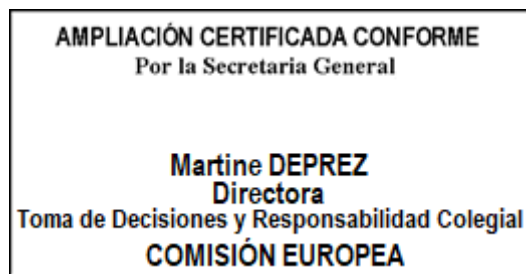 AMPLIACIÓN CERTIFICADA CONFORME
Por la Secretaria General
Martine DEPREZ
Directora
Toma de Decisiones y Responsabilidad Colegial
COMISIÓN EUROPEA